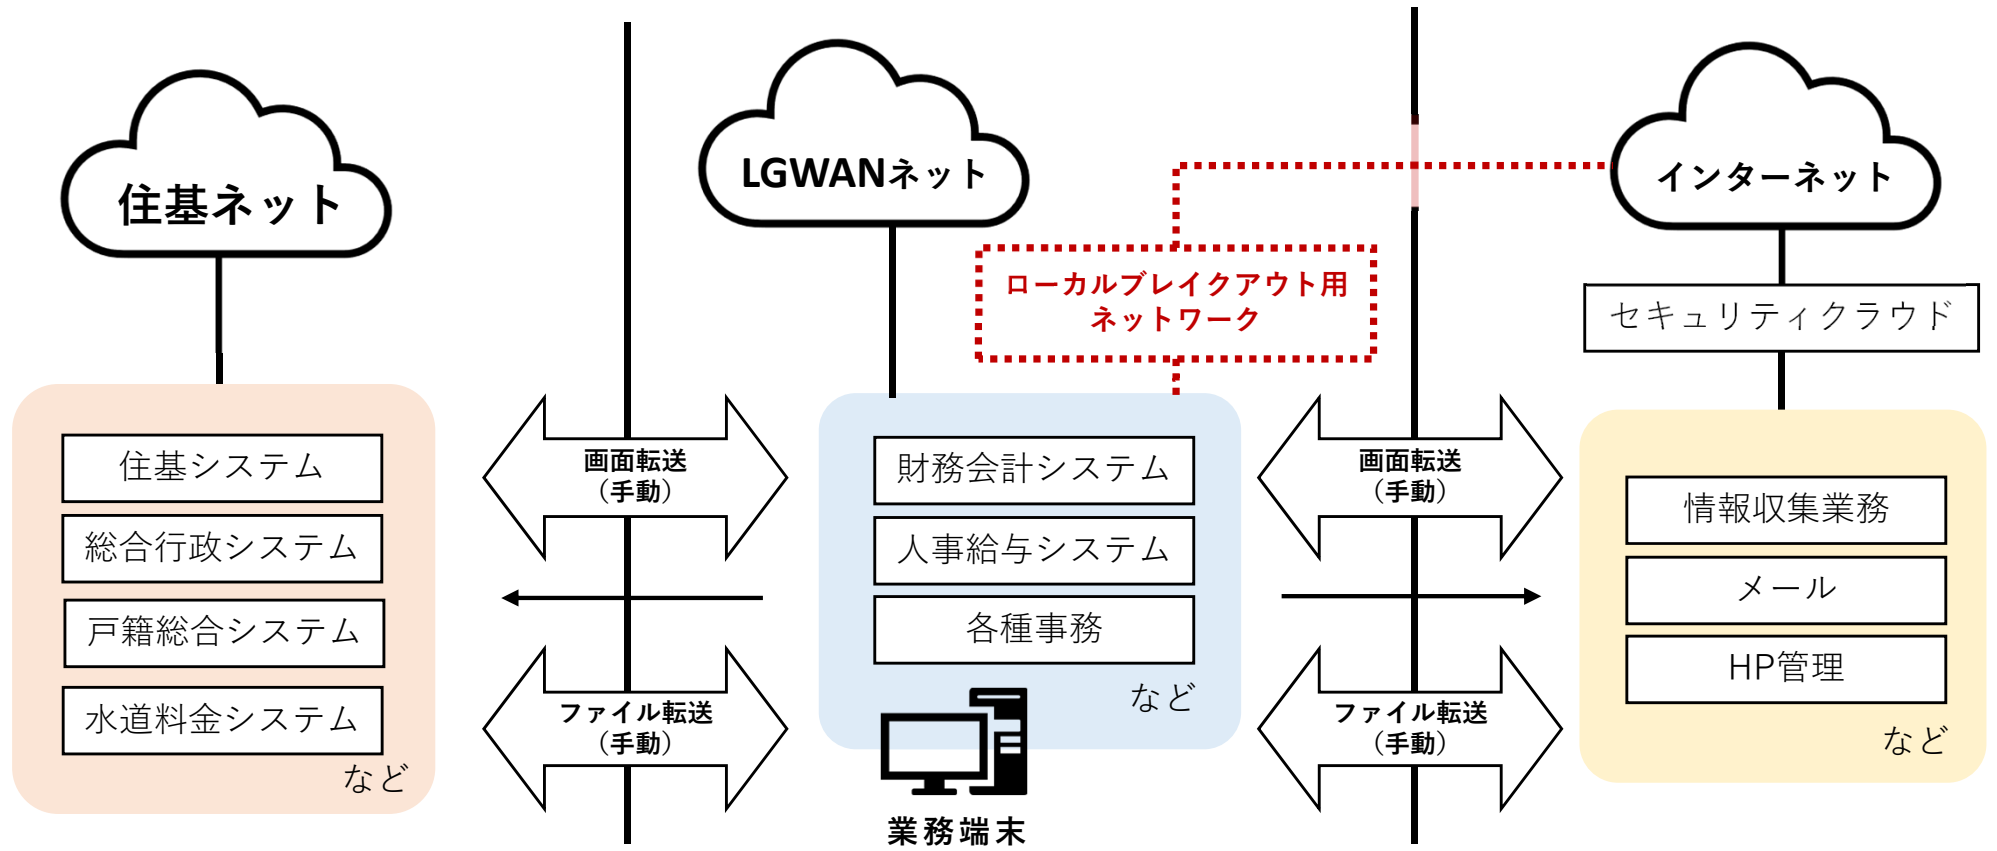 住基ネット
LGWANネット
インターネット
ローカルブレイクアウト用
ネットワーク
セキュリティクラウド
住基システム
総合行政システム
戸籍総合システム
水道料金システム
など
画面転送
（手動）
ファイル転送
（手動）
財務会計システム
人事給与システム
各種事務
など
業務端末
画面転送
（手動）
ファイル転送
（手動）
情報収集業務
メール
HP管理
など